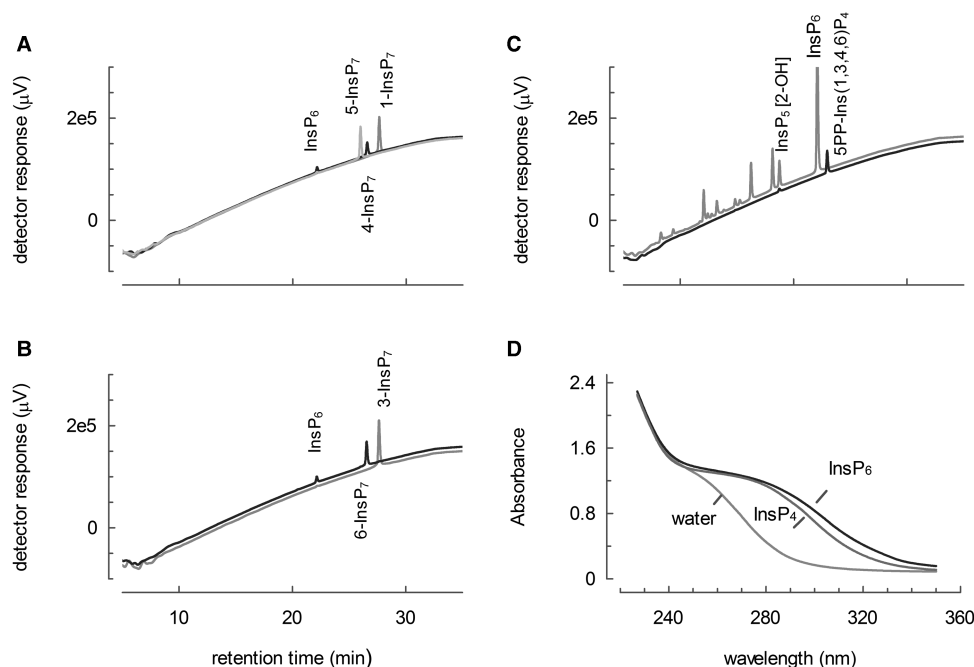 A
detector response (µV)
2e5
0
InsP6
5-InsP7
4-InsP7
1-InsP7
10
20
30
B
detector response (µV)
2e5
0
InsP6
6-InsP7
3-InsP7
10
20
30
retention time (min)
C
detector response (µV)
2e5
0
InsP5 [2-OH]
InsP6
5PP-Ins(1,3,4,6)P4
D
Absorbance
2.4
1.6
0.8
0
water
InsP4
InsP6
240
280
320
360
wavelength (nm)